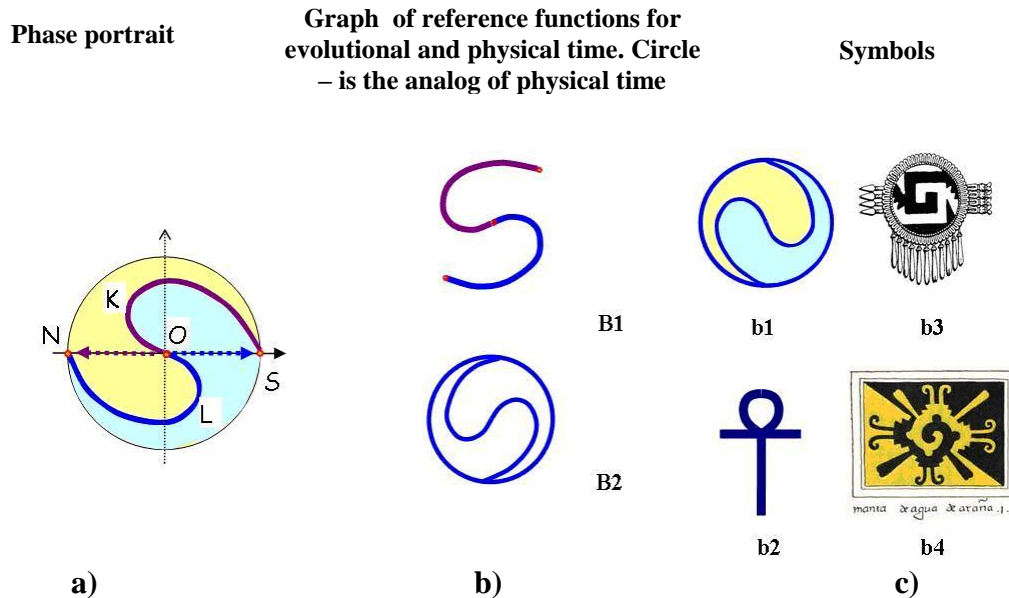 Phase portrait
Graph of reference functions for
evolutional and physical time. Circle
– is the analog of physical time
Symbols
K
N
O
S
L
B1
B2
b1
b3
b2
manta de agua de araña .1.
b4
a)
b)
c)